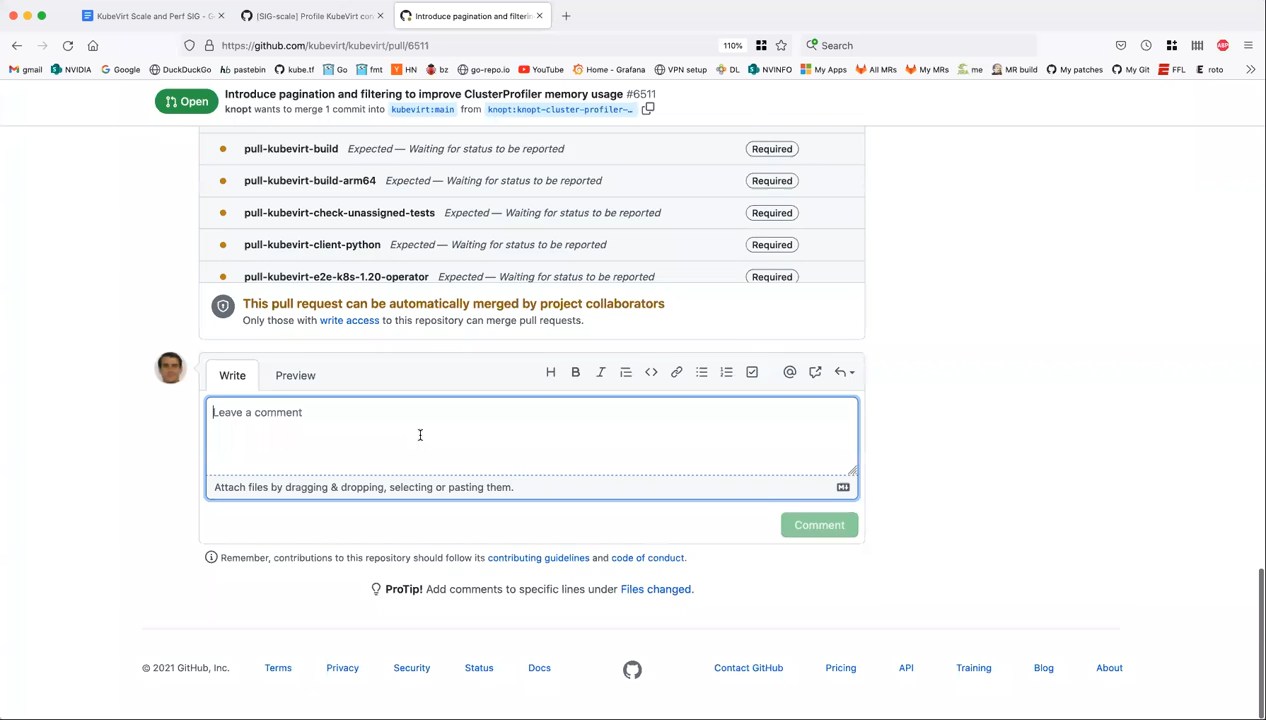 KubeVirt Scale and Perf SIG - G
[SIG-scale] Profile KubeVirt con
Introduce pagination and filterin
https://github.com/kubevirt/kubevirt/pull/6511
110%
Search
gmail
NVIDIA
Google
DuckDuckGo
pastebin
kube.tf
Go
fmt
HN
bz
go-repo.io
YouTube
Home - Grafana
VPN setup
DL
NVINFO
My Apps
All MRs
My MRs
me
MR build
My patches
My Git
FFL
roto
Open
Introduce pagination and filtering to improve ClusterProfiler memory usage #6511
knopt wants to merge 1 commit into kubevirt:main from knopt:knopt-cluster-profiler-…
pull-kubevirt-build Expected — Waiting for status to be reported Required
pull-kubevirt-build-arm64 Expected — Waiting for status to be reported Required
pull-kubevirt-check-unassigned-tests Expected — Waiting for status to be reported Required
pull-kubevirt-client-python Expected — Waiting for status to be reported Required
pull-kubevirt-e2e-k8s-1.20-operator Expected — Waiting for status to be reported Required
This pull request can be automatically merged by project collaborators
Only those with write access to this repository can merge pull requests.
Write
Preview
Leave a comment
Attach files by dragging & dropping, selecting or pasting them.
Comment
Remember, contributions to this repository should follow its contributing guidelines and code of conduct.
ProTip! Add comments to specific lines under Files changed.
© 2021 GitHub, Inc.
Terms
Privacy
Security
Status
Docs
Contact GitHub
Pricing
API
Training
Blog
About